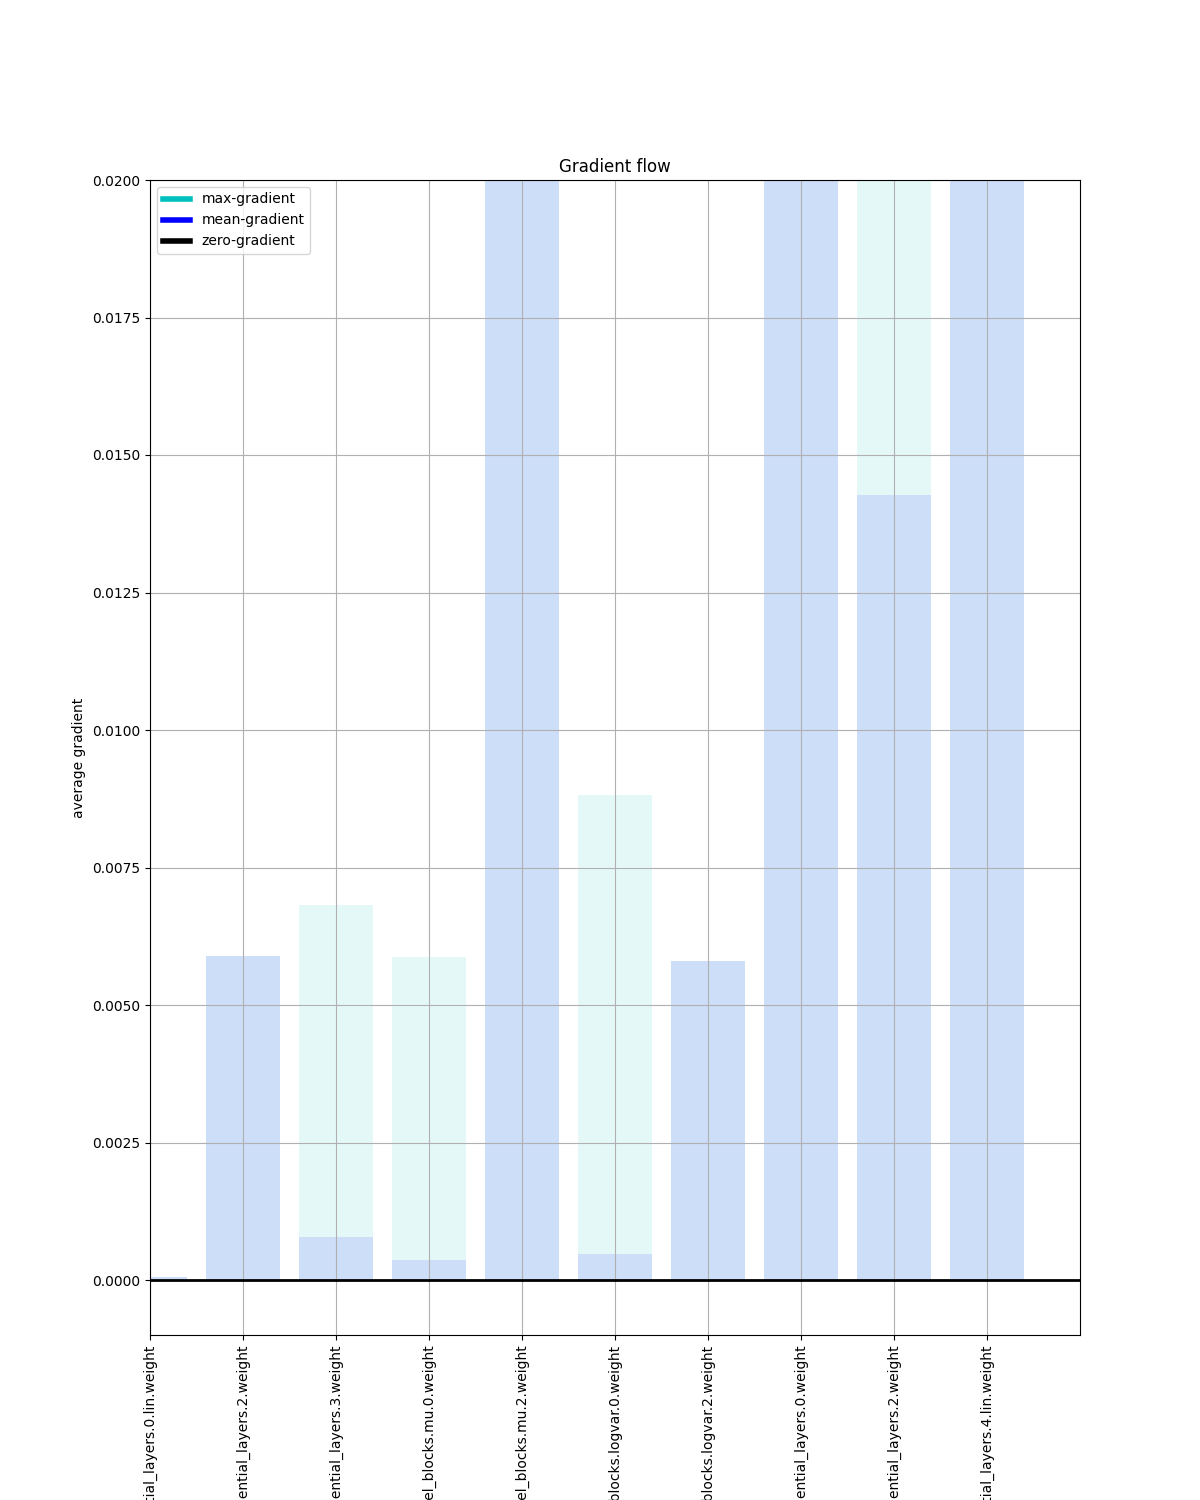 Gradient flow
max-gradient
mean-gradient
zero-gradient
0.0200
0.0175
0.0150
0.0125
0.0100
0.0075
0.0050
0.0025
0.0000
average gradient
tial_layers.0.lin.weight
ential_layers.2.weight
ential_layers.3.weight
el_blocks.mu.0.weight
el_blocks.mu.2.weight
blocks.logvar.0.weight
blocks.logvar.2.weight
ential_layers.0.weight
ential_layers.2.weight
tial_layers.4.lin.weight